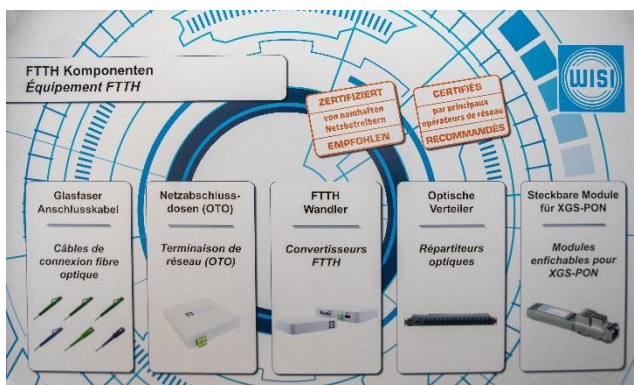 FTTH Komponenten
Équipement FTTH
ZERTIFIZIERT
von namhaften
Netzbetreibern
EMPFOHLEN
CERTIFIÉS
par principaux
opérateurs de réseau
RECOMMANDÉS
WISI
Glasfaser
Anschlusskabel
Câbles de
connexion fibre
optique
Netzabschluss-
dosen (OTO)
Terminaison de
réseau (OTO)
FTTH
Wandler
Convertisseurs
FTTH
Optische
Verteiler
Répartiteurs
optiques
Steckbare Module
für XGS-PON
Modules
enfichables pour
XGS-PON